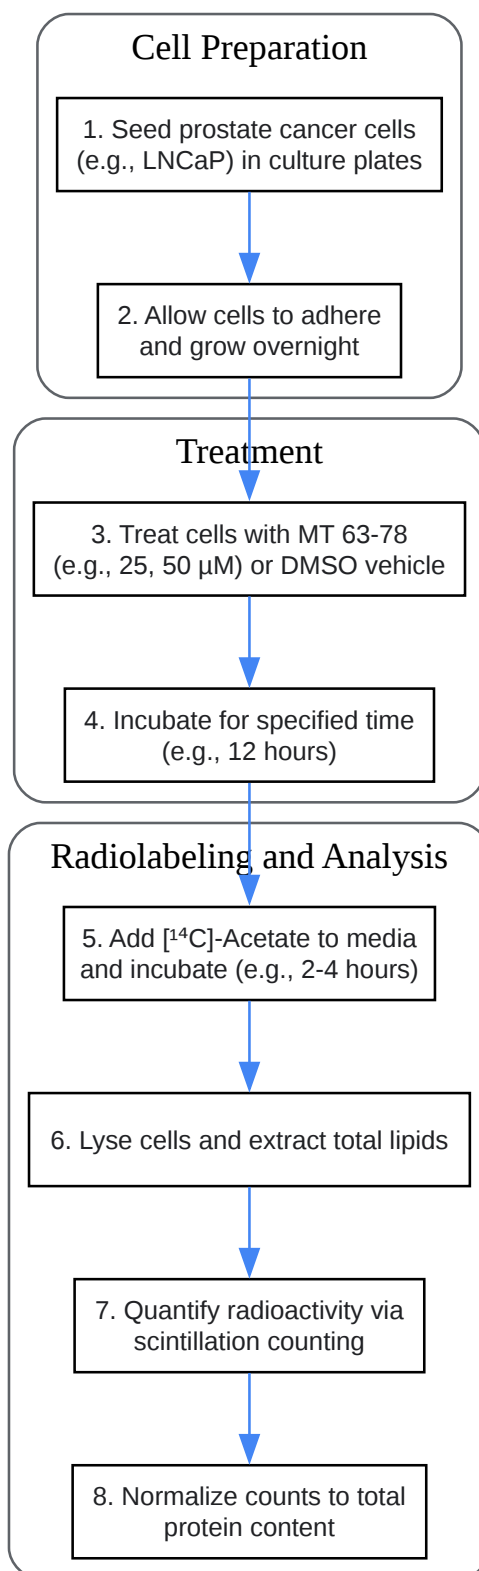 Cell Preparation
1. Seed prostate cancer cells
(e.g., LNCaP) in culture plates
2. Allow cells to adhere
and grow overnight
Treatment
3. Treat cells with MT 63-78
(e.g., 25, 50 µM) or DMSO vehicle
4. Incubate for specified time
(e.g., 12 hours)
Radiolabeling and Analysis
5. Add [¹⁴C]-Acetate to media
and incubate (e.g., 2-4 hours)
6. Lyse cells and extract total lipids
7. Quantify radioactivity via
scintillation counting
8. Normalize counts to total
protein content